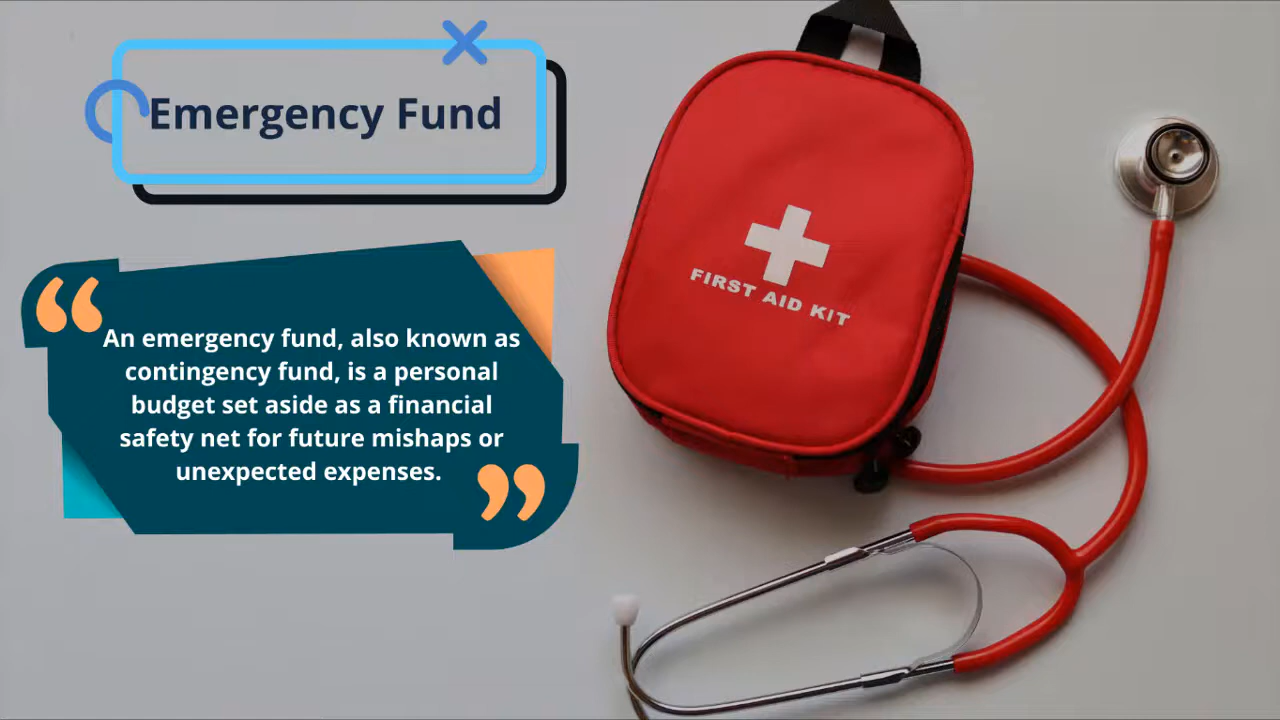 Emergency Fund
An emergency fund, also known as
contingency fund, is a personal
budget set aside as a financial
safety net for future mishaps or
unexpected expenses.
FIRST AID KIT